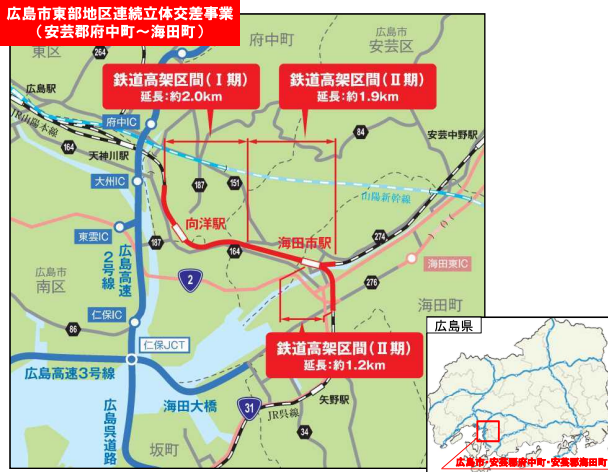 広島市東部地区連続立体交差事業
（安芸郡府中町～海田町）
府中町
広島市
安芸区
東区
264
鉄道高架区間（Ⅰ期）
延長：約2.0km
鉄道高架区間（Ⅱ期）
延長：約1.9km
広島駅
JR山陽本線
府中IC
84
安芸中野駅
164
天神川駅
大州IC
187
151
山陽新幹線
向洋駅
東雲IC
187
164
海田市駅
274
広島高速
2号線
海田東IC
広島市
南区
2
276
海田町
仁保IC
86
仁保JCT
広島県
鉄道高架区間（Ⅱ期）
延長：約1.2km
広島高速3号線
海田大橋
矢野駅
31
JR呉線
広島県道路
34
坂町
広島市・安芸郡府中町・安芸郡海田町